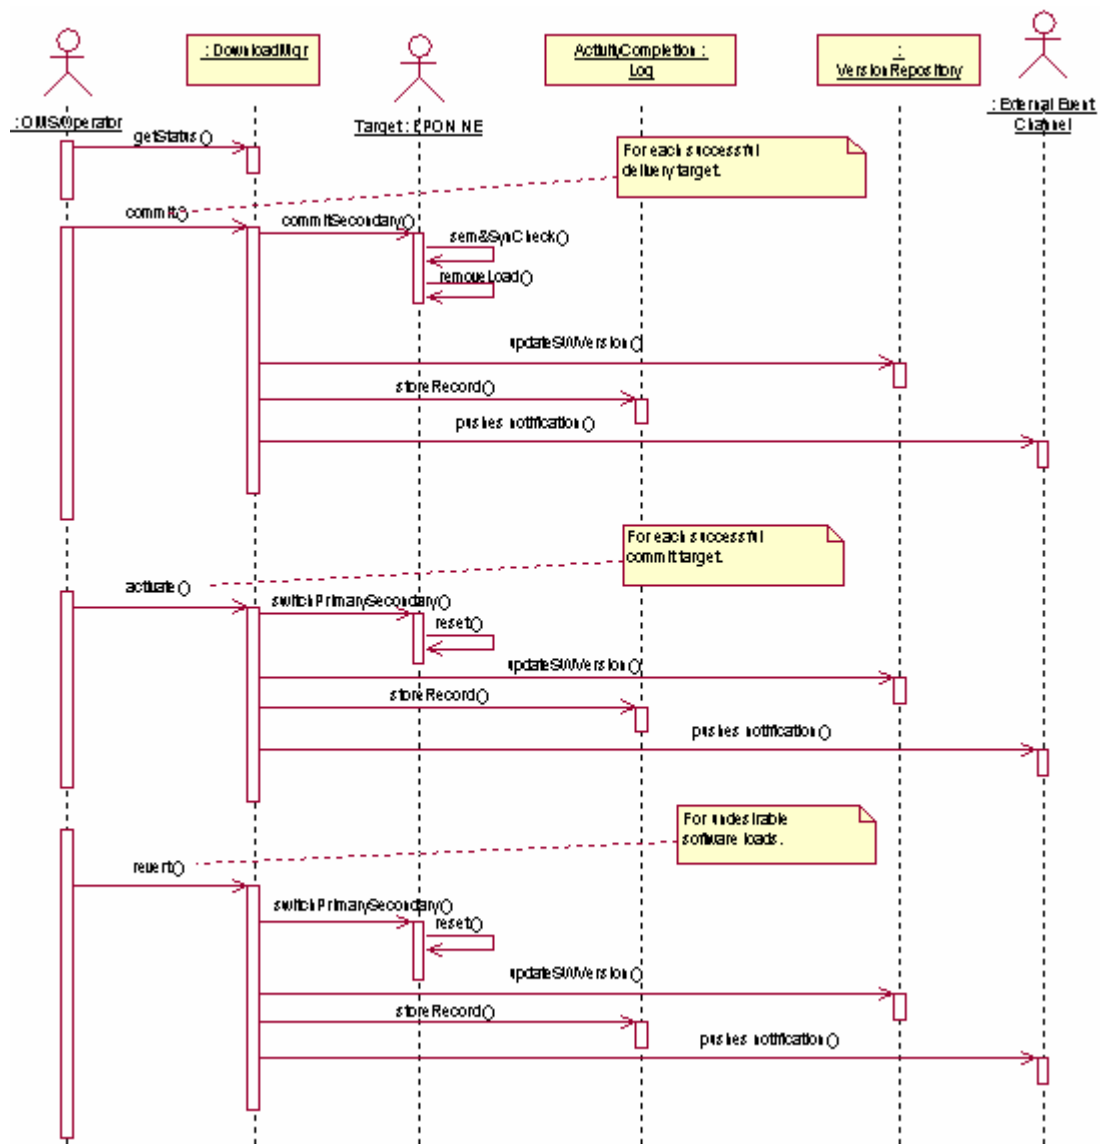 : DownloadMgr
ActivityCompletion :
Log
:
VersionRepository
: OMS/Operator
Target : EPON NE
: External Event
Channel
getStatus()
For each successful
delivery target.
commit()
commitSecondary()
sem&SynCheck()
removeLoad()
updateSWVersion()
storeRecord()
pushes notification()
For each successful
commit target.
activate()
switchPrimarySecondary()
reset()
updateSWVersion()
storeRecord()
pushes notification()
For undesirable
software loads.
revert()
switchPrimarySecondary()
reset()
updateSWVersion()
storeRecord()
pushes notification()